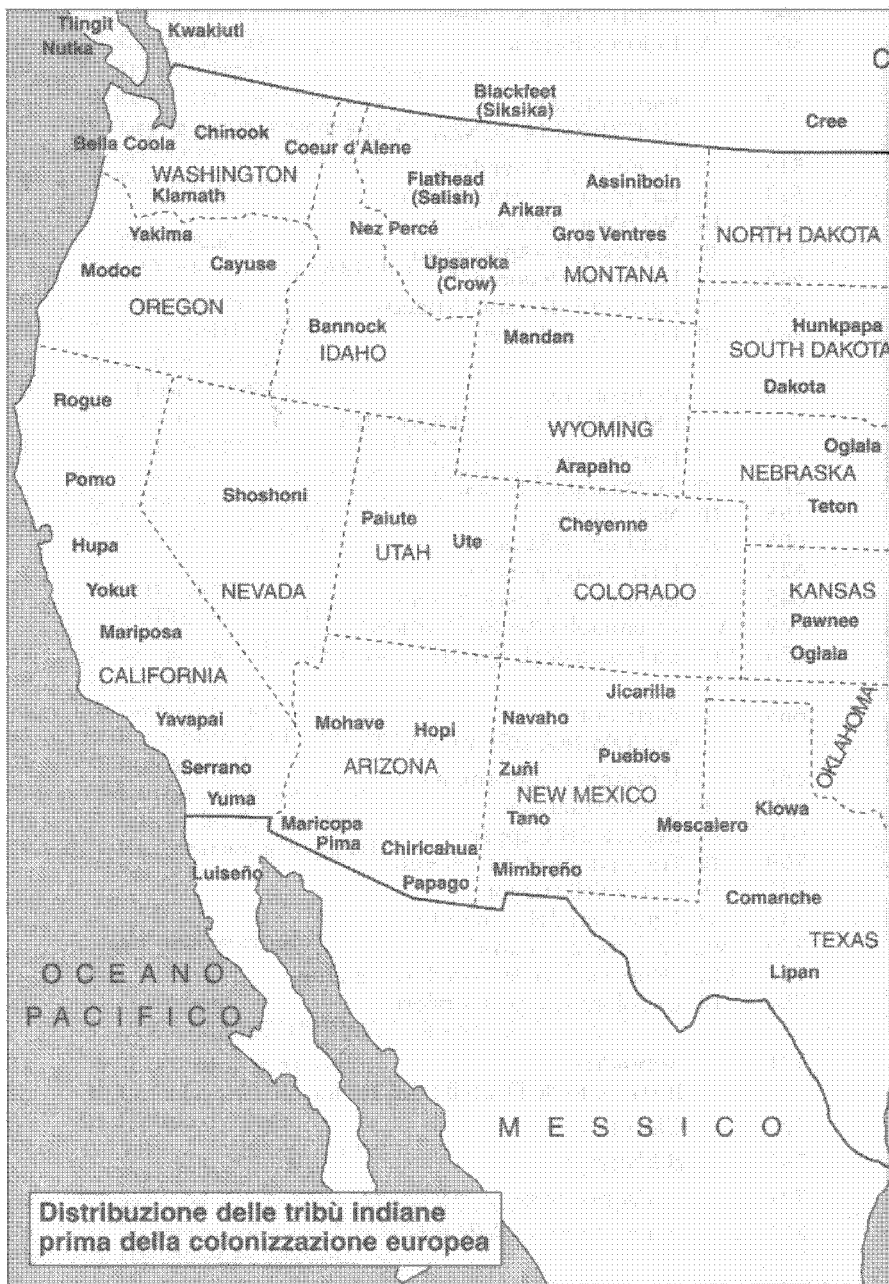 Tlingit
Kwakiutl
Nutka
C
Blackfeet
(Siksika)
Cree
Chinook
Bella Coola
Coeur d'Alene
WASHINGTON
Klamath
Flathead
(Salish)
Assiniboin
Arikara
Nez Percé
Gros Ventres
NORTH DAKOTA
Yakima
Modoc
Cayuse
Upsaroka
(Crow)
MONTANA
OREGON
Bannock
IDAHO
Mandan
Hunkpapa
SOUTH DAKOTA
Dakota
Rogue
WYOMING
Arapaho
Oglala
NEBRASKA
Teton
Pomo
Shoshoni
Paiute
Ute
UTAH
Cheyenne
Hupa
Yokut
NEVADA
COLORADO
KANSAS
Pawnee
Oglala
Mariposa
CALIFORNIA
Jicarilla
Yavapai
Mohave
Hopi
Navaho
OKLAHOMA
Serrano
ARIZONA
Zuñi
Pueblos
Yuma
NEW MEXICO
Tano
Mescalero
Kiowa
Maricopa
Pima
Chiricahua
Luiseño
Papago
Mimbreño
Comanche
TEXAS
Lipan
OCEANO
PACIFICO
MESSICO
Distribuzione delle tribù indiane
prima della colonizzazione europea